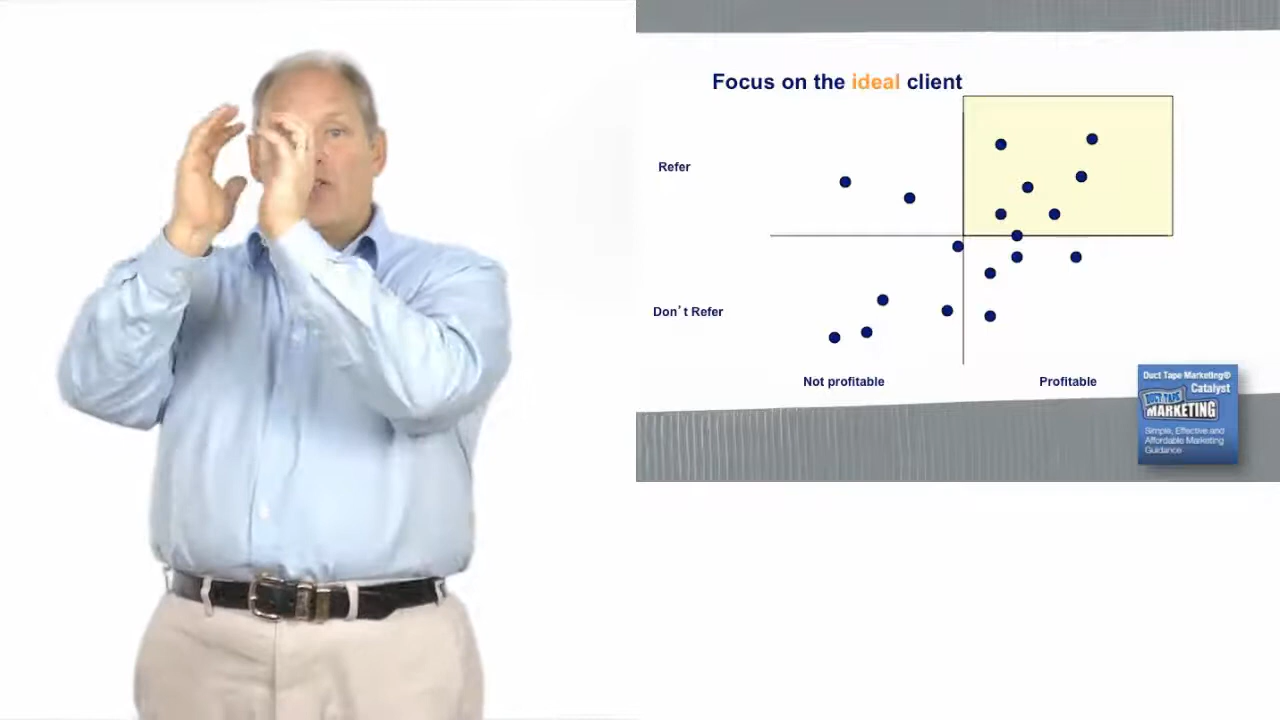 Focus on the ideal client
Refer
Don't Refer
Not profitable
Profitable
Duct Tape Marketing®
Catalyst
DUCT TAPE
MARKETING
Simple, Effective and
Affordable Marketing
Guidance